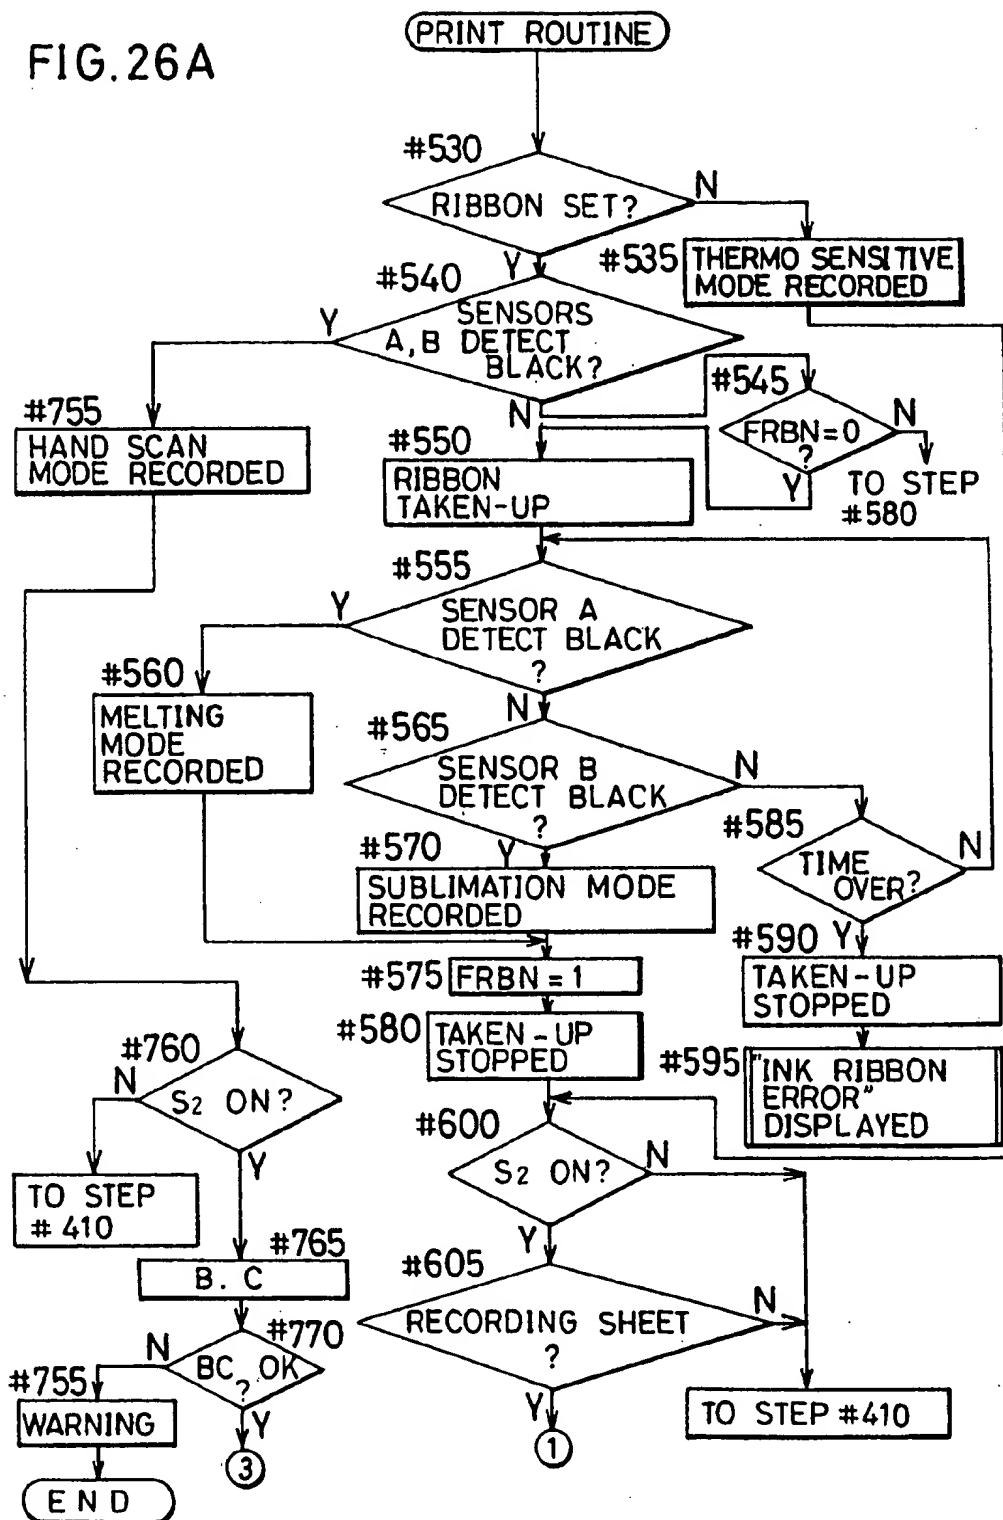 FIG.26A
PRINT ROUTINE
#530
RIBBON SET?
N
Y
#535
THERMO SENSITIVE
MODE RECORDED
#540
SENSORS
A,B DETECT
BLACK?
Y
N
#545
FRBN=0
?
N
Y
TO STEP
#580
#755
HAND SCAN
MODE RECORDED
#550
RIBBON
TAKEN-UP
#555
SENSOR A
DETECT BLACK
?
Y
N
#560
MELTING
MODE
RECORDED
#565
SENSOR B
DETECT BLACK
?
N
Y
#570
SUBLIMATION MODE
RECORDED
#585
TIME
OVER?
N
Y
#575
FRBN=1
#590
TAKEN-UP
STOPPED
#580
TAKEN-UP
STOPPED
#595
"INK RIBBON
ERROR"
DISPLAYED
#760
S2 ON?
N
Y
TO STEP
#410
#600
S2 ON?
N
Y
#765
B.C
#605
RECORDING SHEET
?
N
Y
#770
BC OK
?
N
Y
#755
WARNING
TO STEP #410
3
1
END